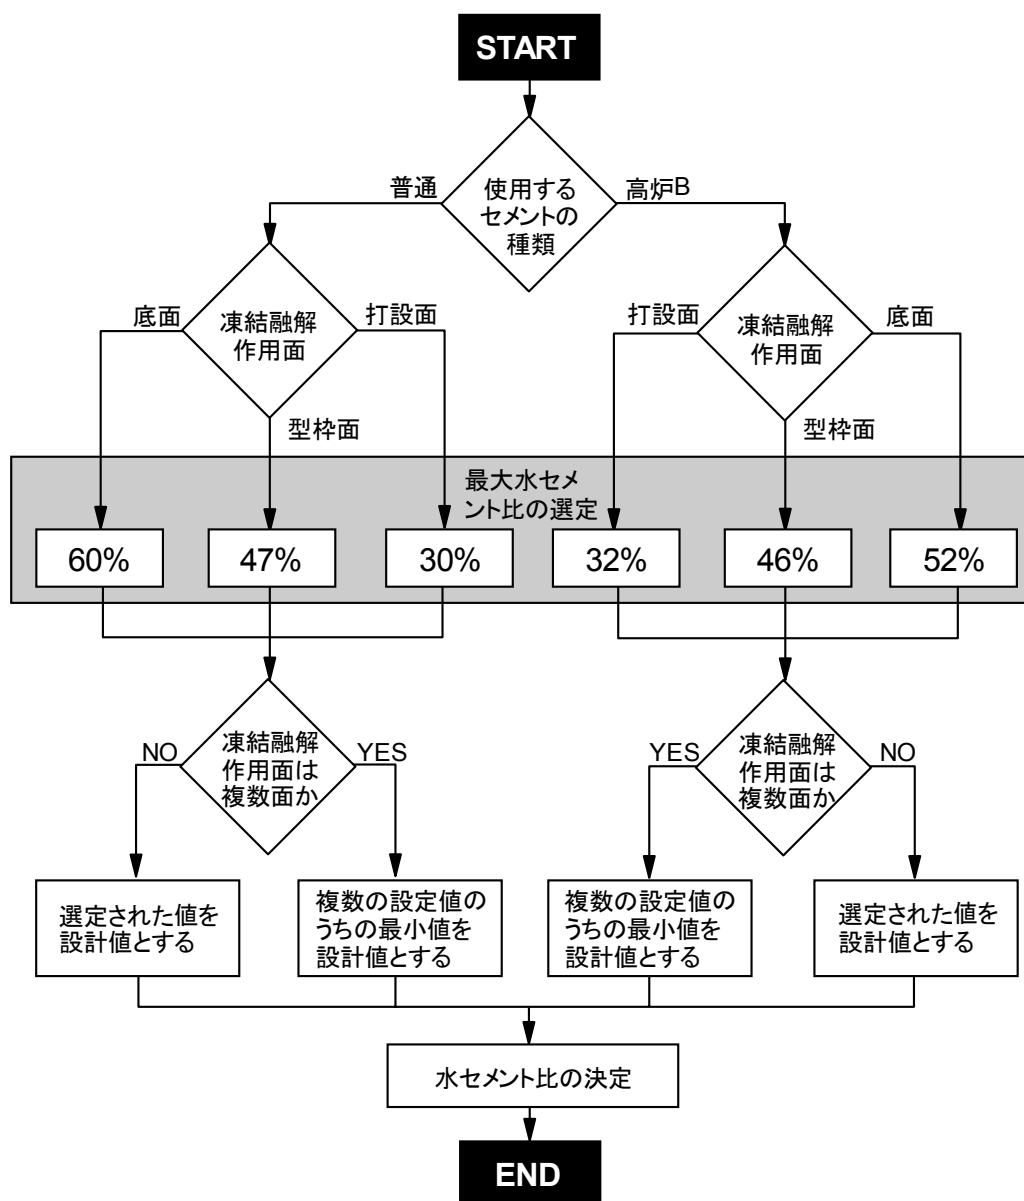 START
使用する
セメントの
種類
普通
高炉B
凍結融解
作用面
底面
打設面
型枠面
凍結融解
作用面
打設面
底面
型枠面
最大水セメ
ント比の選定
60%
47%
30%
32%
46%
52%
凍結融解
作用面は
複数面か
NO
YES
凍結融解
作用面は
複数面か
YES
NO
選定された値を
設計値とする
複数の設定値の
うちの最小値を
設計値とする
複数の設定値の
うちの最小値を
設計値とする
選定された値を
設計値とする
水セメント比の決定
END